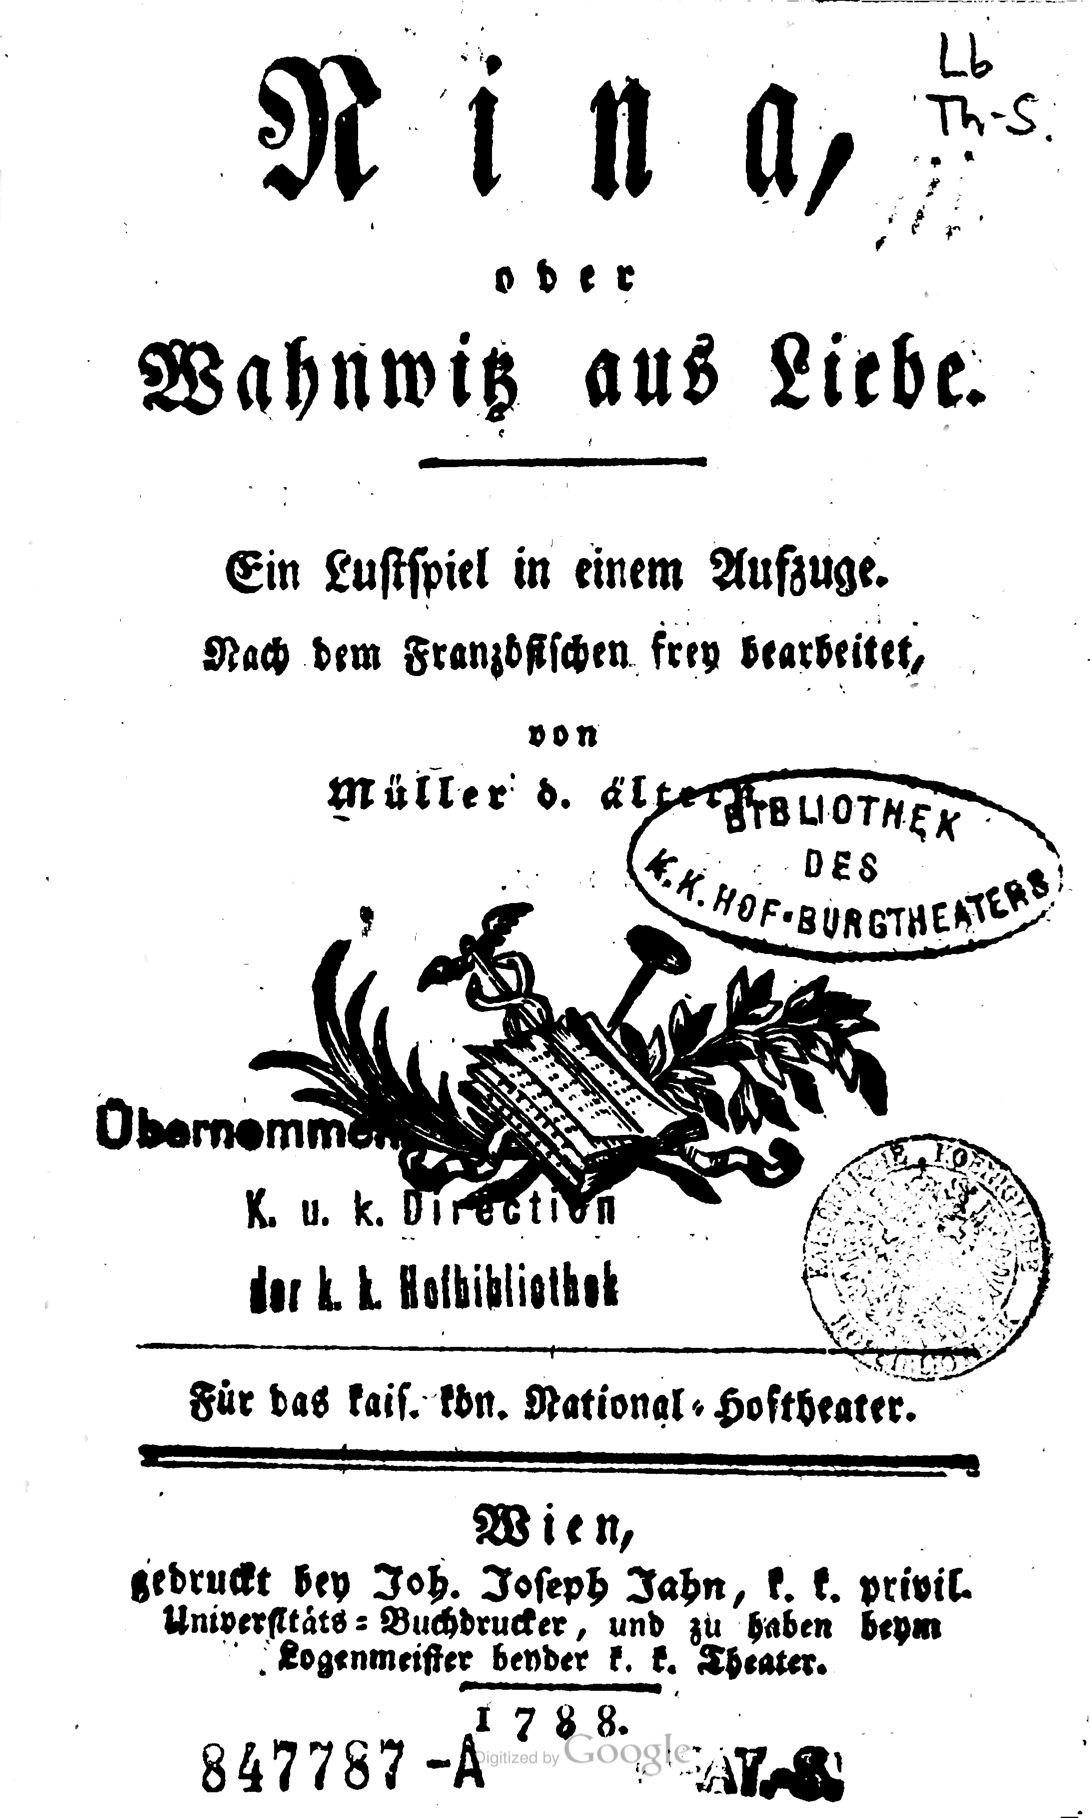 Nina,
Lb
Th-S.
oder
Wahnwitz aus Liebe.
Ein Lustspiel in einem Aufzuge.
Nach dem Französischen frey bearbeitet,
von
Müller d. ältern.
BIBLIOTHEK
DES
K. K. HOF-BURGTHEATERS
Übernommen
K. u. k. Direction
der k. k. Hofbibliothek
Für das kais. kön. National-Hoftheater.
Wien,
gedruckt bey Joh. Joseph Jahn, k. k. privil.
Universitäts-Buchdrucker, und zu haben beym
Logenmeister beyder k. k. Theater.
1788.
847787-A
Digitized by Google